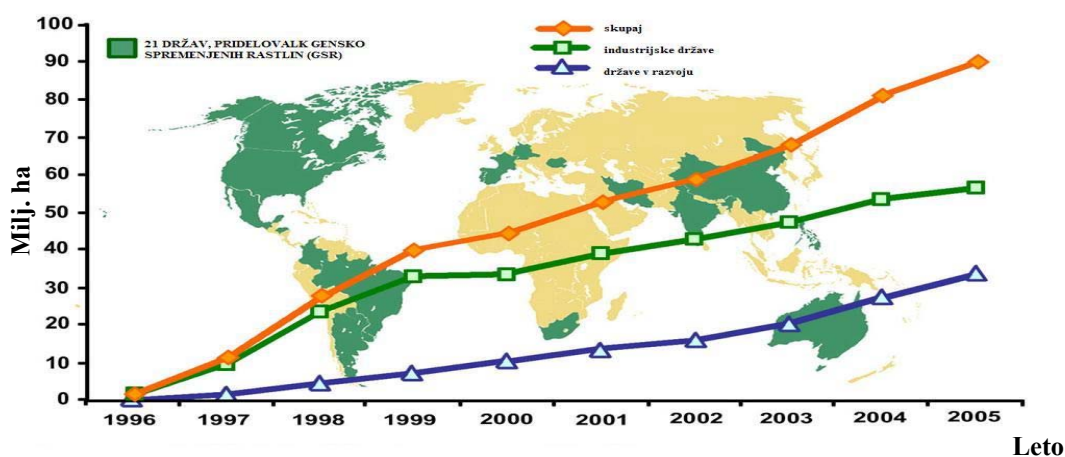 21 DRŽAV, PRIDELOVALK GENSKO
SPREMENJENIH RASTLIN (GSR)
skupaj
industrijske države
države v razvoju
Milj. ha
100
90
80
70
60
50
40
30
20
10
0
1996 1997 1998 1999 2000 2001 2002 2003 2004 2005
Leto